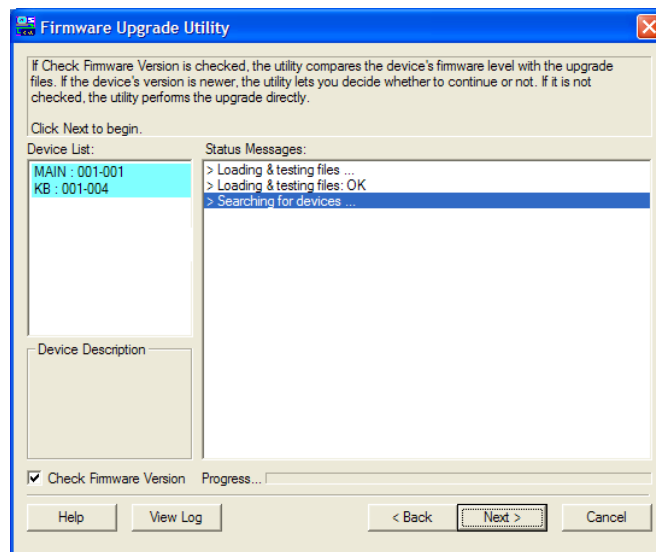 Firmware Upgrade Utility
If Check Firmware Version is checked, the utility compares the device's firmware level with the upgrade
files. If the device's version is newer, the utility lets you decide whether to continue or not. If it is not
checked, the utility performs the upgrade directly.
Click Next to begin.
Device List:
MAIN : 001-001
KB : 001-004
Status Messages:
> Loading & testing files ...
> Loading & testing files: OK
> Searching for devices ...
Device Description
Check Firmware Version
Progress...
Help
View Log
< Back
Next >
Cancel